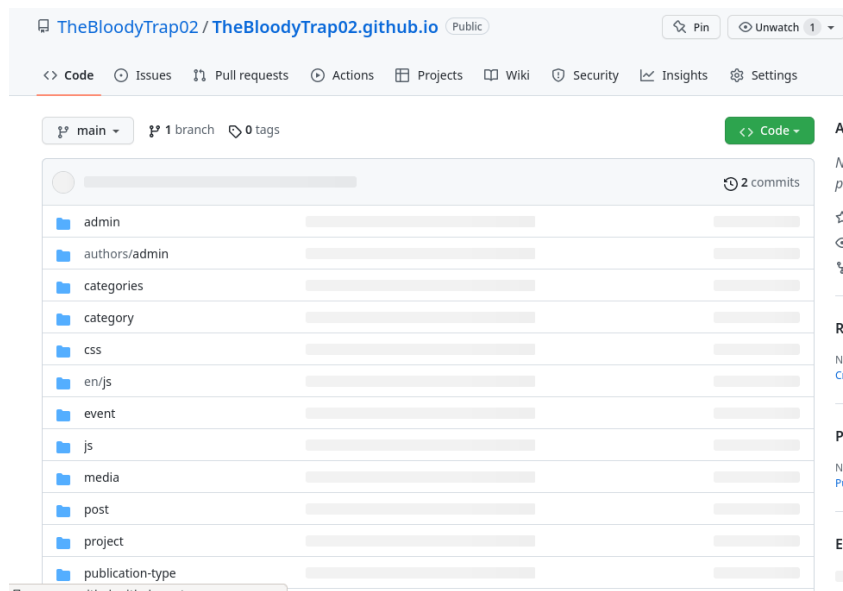 TheBloodyTrap02 / TheBloodyTrap02.github.io Public Pin Unwatch 1
Code Issues Pull requests Actions Projects Wiki Security Insights Settings
main 1 branch 0 tags Code
2 commits
admin
authors/admin
categories
category
css
en/js
event
js
media
post
project
publication-type